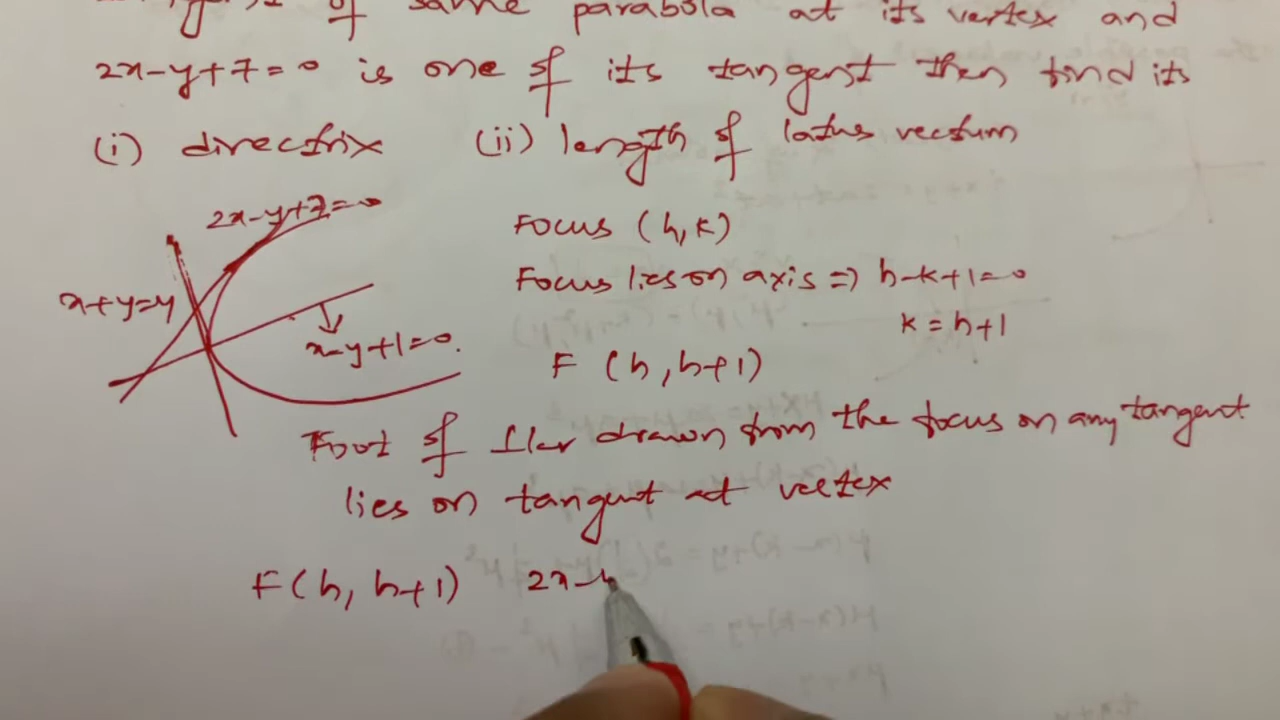 of same parabola at its vertex and
2x-y+7=0 is one of its tangent then find its
(i) directrix (ii) length of latus rectum
2x-y+7=0
x+y=4
x-y+1=0.
Focus (h,k)
Focus lies on axis => h-k+1=0
k=h+1
F (h,h+1)
Foot of ⊥lar drawn from the focus on any tangent
lies on tangent at vertex
F(h, h+1) 2x-y